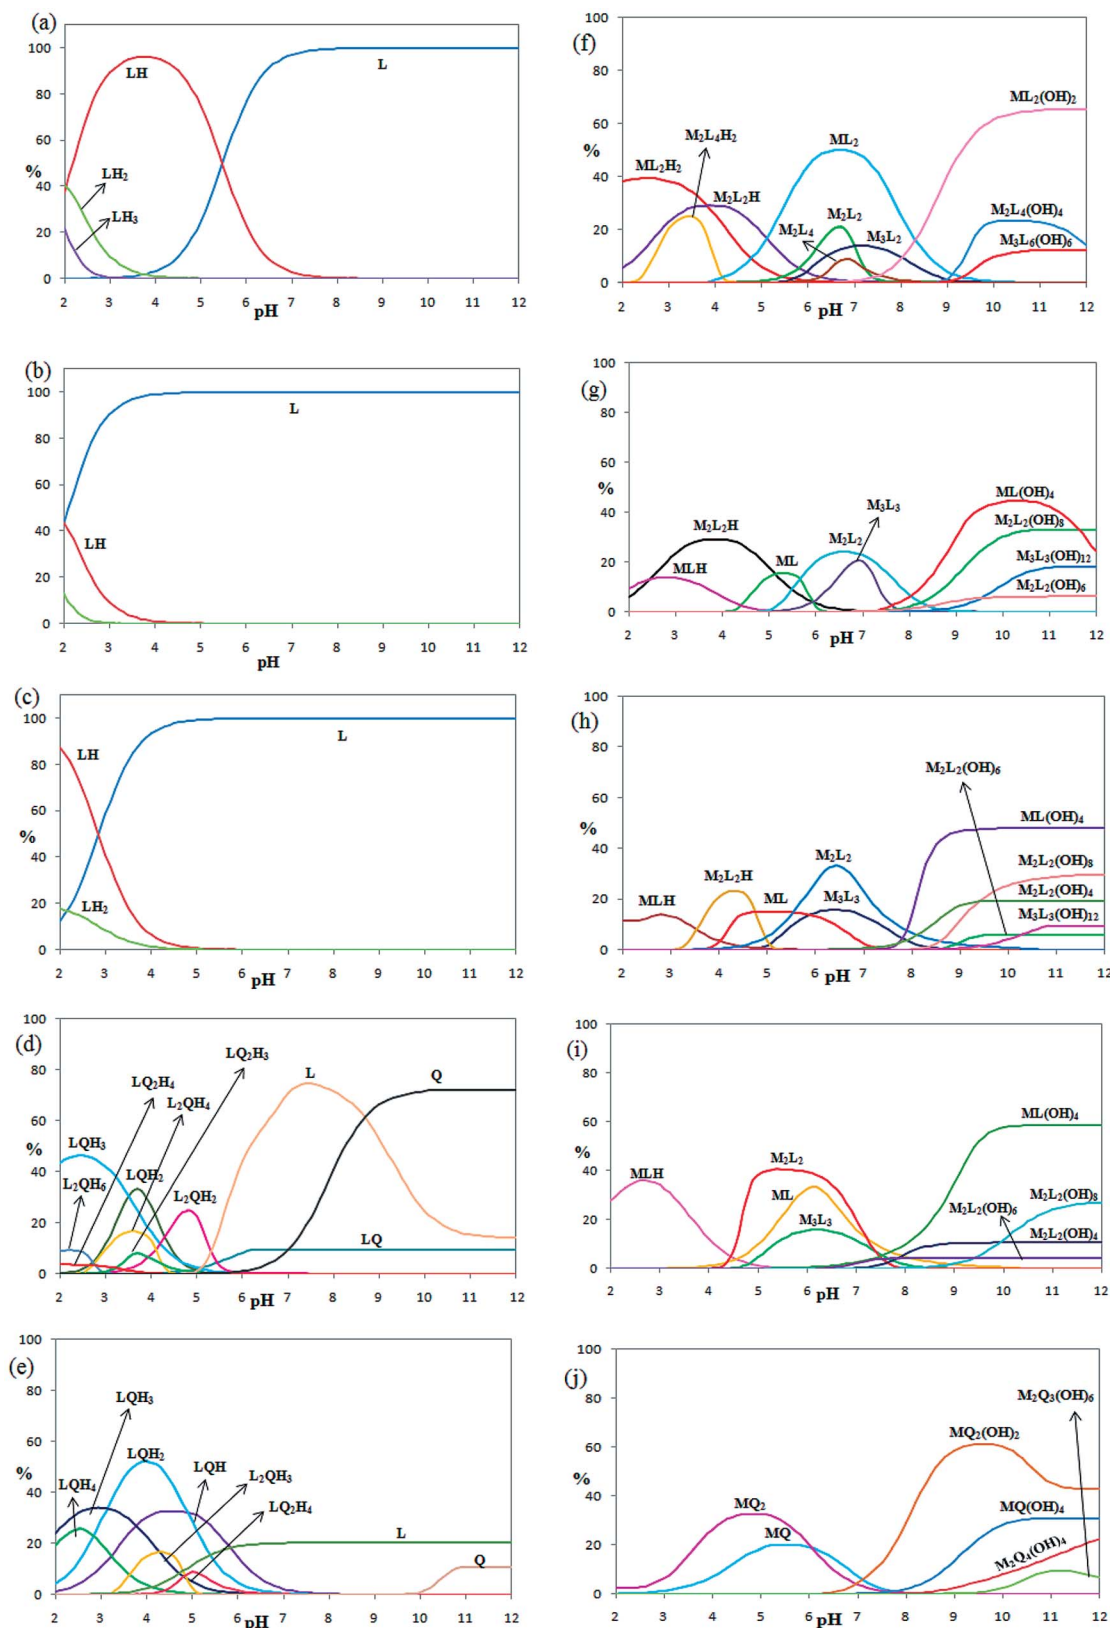 (a)
100
80
60
%
40
20
0
LH
L
LH₂
LH₃
2 3 4 5 6 7 8 9 10 11 12
pH
(b)
100
80
60
%
40
20
0
L
LH
2 3 4 5 6 7 8 9 10 11 12
pH
(c)
100
80
60
%
40
20
0
LH
L
LH₂
2 3 4 5 6 7 8 9 10 11 12
pH
(d)
100
80
60
%
40
20
0
LQ₂H₃
LQ₂H₄
L₂QH₄
L
Q
LQH₃
LQH₂
L₂QH₆
L₂QH₂
LQ
2 3 4 5 6 7 8 9 10 11 12
pH
(e)
100
80
60
%
40
20
0
LQH₃
LQH₂
LQH₄
LQH
L₂QH₃
LQ₂H₄
L
Q
2 3 4 5 6 7 8 9 10 11 12
pH
(f)
100
80
60
%
40
20
0
ML₂(OH)₂
M₂L₄H₂
ML₂
ML₂H₂
M₂L₂H
M₂L₂
M₂L₄
M₃L₂
M₂L₄(OH)₄
M₃L₆(OH)₆
2 3 4 5 6 7 8 9 10 11 12
pH
(g)
100
80
60
%
40
20
0
M₃L₃
ML(OH)₄
M₂L₂H
M₂L₂(OH)₈
M₂L₂
MLH
ML
M₃L₃(OH)₁₂
M₂L₂(OH)₆
2 3 4 5 6 7 8 9 10 11 12
pH
(h)
100
80
60
%
40
20
0
M₂L₂(OH)₆
ML(OH)₄
M₂L₂
M₂L₂(OH)₈
M₂L₂H
MLH
ML
M₃L₃
M₂L₂(OH)₄
M₃L₃(OH)₁₂
2 3 4 5 6 7 8 9 10 11 12
pH
(i)
100
80
60
%
40
20
0
ML(OH)₄
M₂L₂
MLH
ML
M₂L₂(OH)₆
M₂L₂(OH)₈
M₃L₃
M₂L₂(OH)₄
2 3 4 5 6 7 8 9 10 11 12
pH
(j)
100
80
60
%
40
20
0
M₂Q₃(OH)₆
MQ₂(OH)₂
MQ₂
MQ
MQ(OH)₄
M₂Q₄(OH)₄
2 3 4 5 6 7 8 9 10 11 12
pH